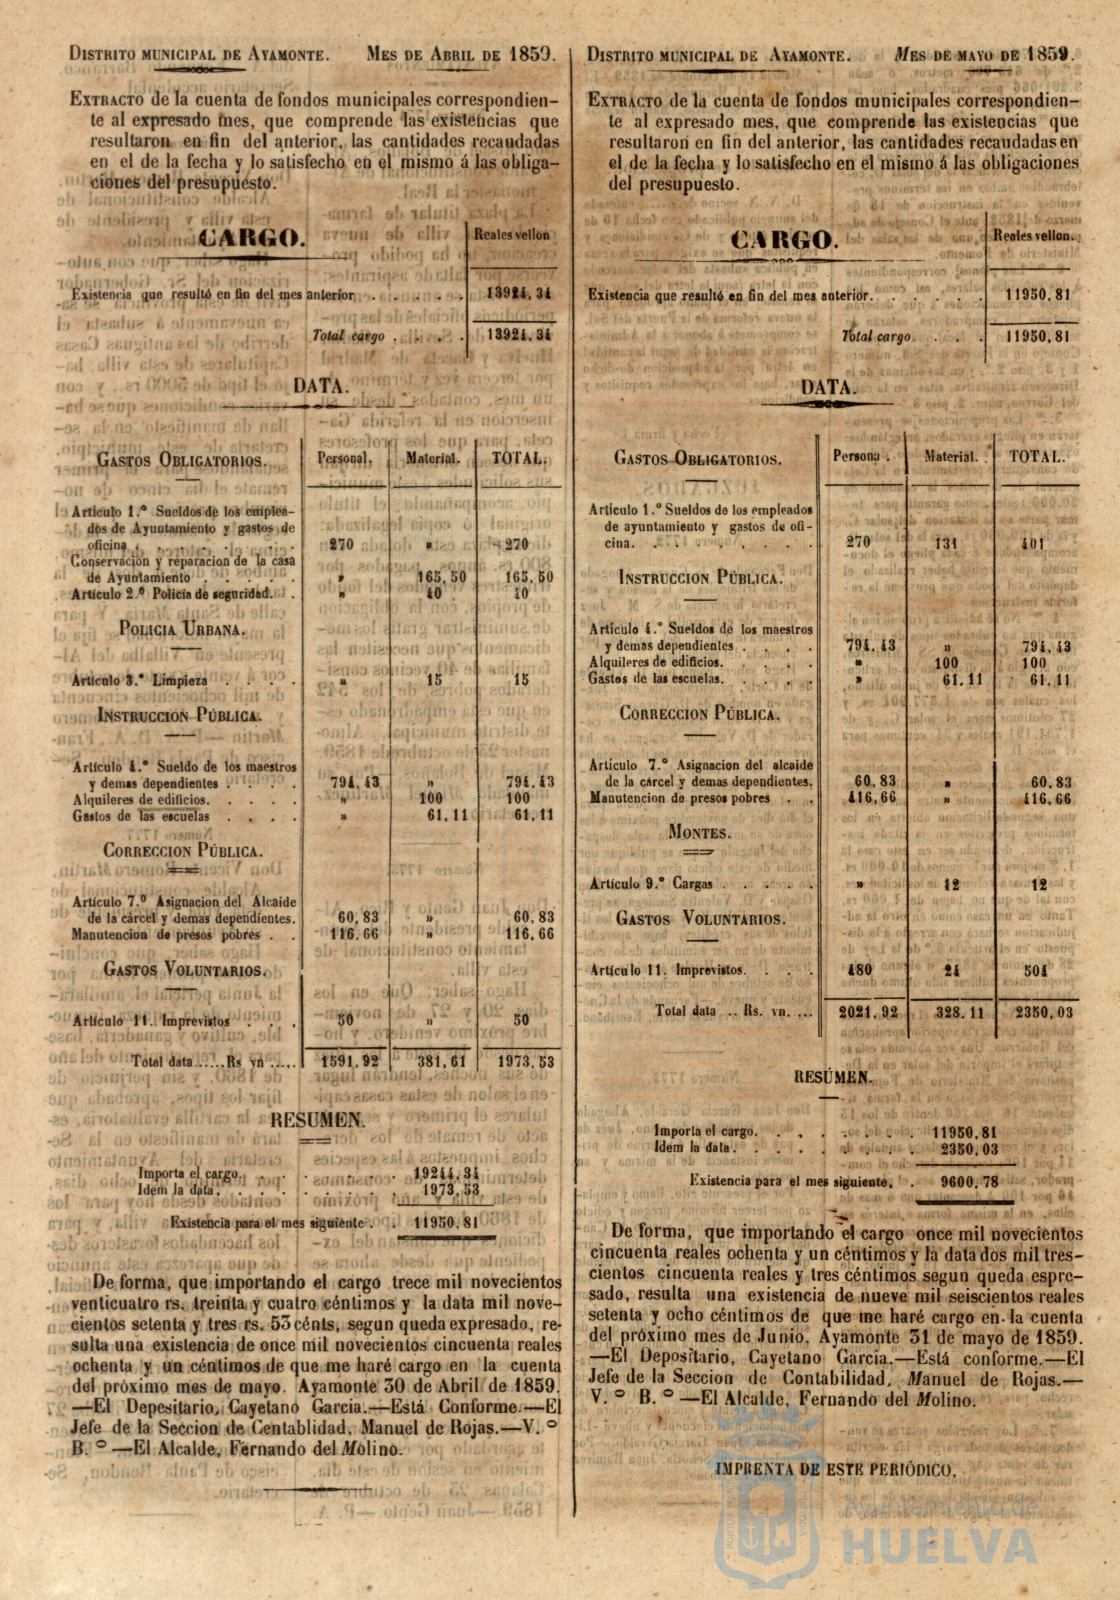 DISTRITO MUNICIPAL DE AYAMONTE. MES DE ABRIL DE 1859.
EXTRACTO de la cuenta de fondos municipales correspondien-
te al expresado mes, que comprende las existencias que
resultaron en fin del anterior, las cantidades recaudadas
en el de la fecha y lo satisfecho en el mismo á las obliga-
ciones del presupuesto.
CARGO. Reales vellon
Existencia que resultó en fin del mes anterior . . . . . 13924,34
Total cargo . . . . 13924,34
DATA.
GASTOS OBLIGATORIOS. Personal. Material. TOTAL.
Artículo 1.º Sueldos de los emplea-
dos de Ayuntamiento y gastos de
oficina . . . . . . . . . 270 » 270
Conservacion y reparacion de la casa
de Ayuntamiento . . . . . » 165,50 165,50
Artículo 2.º Policía de seguridad. . » 40 40
POLICIA URBANA.
Artículo 3.º Limpieza . . . . » 15 15
INSTRUCCION PÚBLICA.
Artículo 4.º Sueldo de los maestros
y demas dependientes . . . . 794,43 » 794,43
Alquileres de edificios. . . . . » 100 100
Gastos de las escuelas . . . . » 61,11 61,11
CORRECCION PÚBLICA.
Artículo 7.º Asignacion del Alcaide
de la cárcel y demas dependientes. 60,83 » 60,83
Manutencion de presos pobres . . 116,66 » 116,66
GASTOS VOLUNTARIOS.
Artículo 11. Imprevistos . . . 50 » 50
Total data......Rs vn ..... 1591,92 381,61 1973,53
RESUMEN.
Importa el cargo. . . . . . . . 19244,34
Idem la data. . . . . . . . . 1973,53
Existencia para el mes siguiente . . 11950,81
De forma, que importando el cargo trece mil novecientos
venticuatro rs. treinta y cuatro céntimos y la data mil nove-
cientos setenta y tres rs. 53 cénts, segun queda expresado, re-
sulta una existencia de once mil novecientos cincuenta reales
ochenta y un céntimos de que me haré cargo en la cuenta
del próximo mes de mayo. Ayamonte 30 de Abril de 1859.
—El Depesitario, Cayetano Garcia.—Está Conforme.—El
Jefe de la Seccion de Centablidad, Manuel de Rojas.—V.º
B.º —El Alcalde, Fernando del Molino.
DISTRITO MUNICIPAL DE AYAMONTE. MES DE MAYO DE 1859.
EXTRACTO de la cuenta de fondos municipales correspondien-
te al expresado mes, que comprende las existencias que
resultaron en fin del anterior, las cantidades recaudadas en
el de la fecha y lo satisfecho en el mismo á las obligaciones
del presupuesto.
CARGO. Reales vellon.
Existencia que resultó en fin del mes anterior. . . . . . 11950,81
Total cargo. . . . 11950,81
DATA.
GASTOS OBLIGATORIOS. Persona . Material. . TOTAL.
Artículo 1.º Sueldos de los empleados
de ayuntamiento y gastos de ofi-
cina. . . . . . . . . 270 131 401
INSTRUCCION PÚBLICA.
Artículo 4.º Sueldos de los maestros
y demas dependientes . . . . 794,43 » 794,43
Alquileres de edificios. . . . . » 100 100
Gastos de las escuelas. . . . . » 61,11 61,11
CORRECCION PÚBLICA.
Artículo 7.º Asignacion del alcaide
de la cárcel y demas dependientes. 60,83 » 60,83
Manutencion de presos pobres . . 416,66 » 416,66
MONTES.
Artículo 9.º Cargas . . . . . » 12 12
GASTOS VOLUNTARIOS.
Artículo 11. Imprevistos. . . . 480 24 504
Total data .. Rs. vn. ... 2021,92 328,11 2350,03
RESÚMEN.
Importa el cargo. . . . . . . . 11950,81
Idem la data. . . . . . . . . 2350,03
Existencia para el mes siguiente. . 9600,78
De forma, que importando el cargo once mil novecientos
cincuenta reales ochenta y un céntimos y la data dos mil tres-
cientos cincuenta reales y tres céntimos segun queda espre-
sado, resulta una existencia de nueve mil seiscientos reales
setenta y ocho céntimos de que me haré cargo en la cuenta
del próximo mes de Junio. Ayamonte 31 de mayo de 1859.
—El Depositario, Cayetano Garcia.—Está conforme.—El
Jefe de la Seccion de Contabilidad, Manuel de Rojas.—
V.º B.º —El Alcalde, Fernando del Molino.
IMPRENTA DE ESTE PERIÓDICO.
Ayuntamiento de
HUELVA